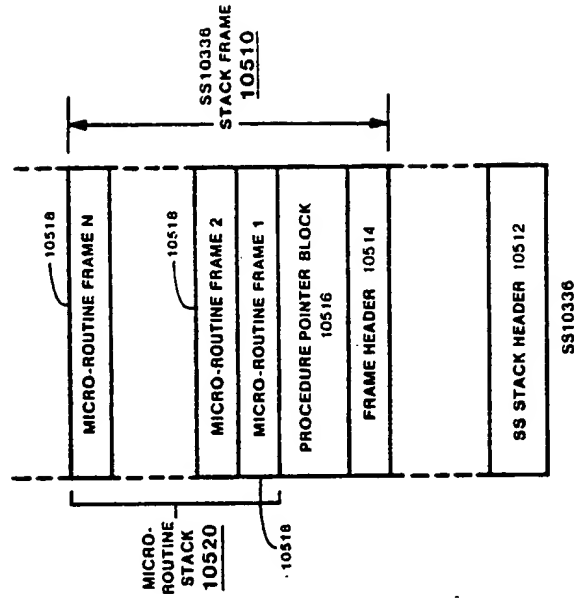 SS10336
STACK FRAME
10510
10518
MICRO-ROUTINE FRAME N
10518
MICRO-ROUTINE FRAME 2
MICRO-ROUTINE FRAME 1
PROCEDURE POINTER BLOCK
10516
FRAME HEADER 10514
SS STACK HEADER 10512
MICRO-
ROUTINE
STACK
10520
10518
SS10336